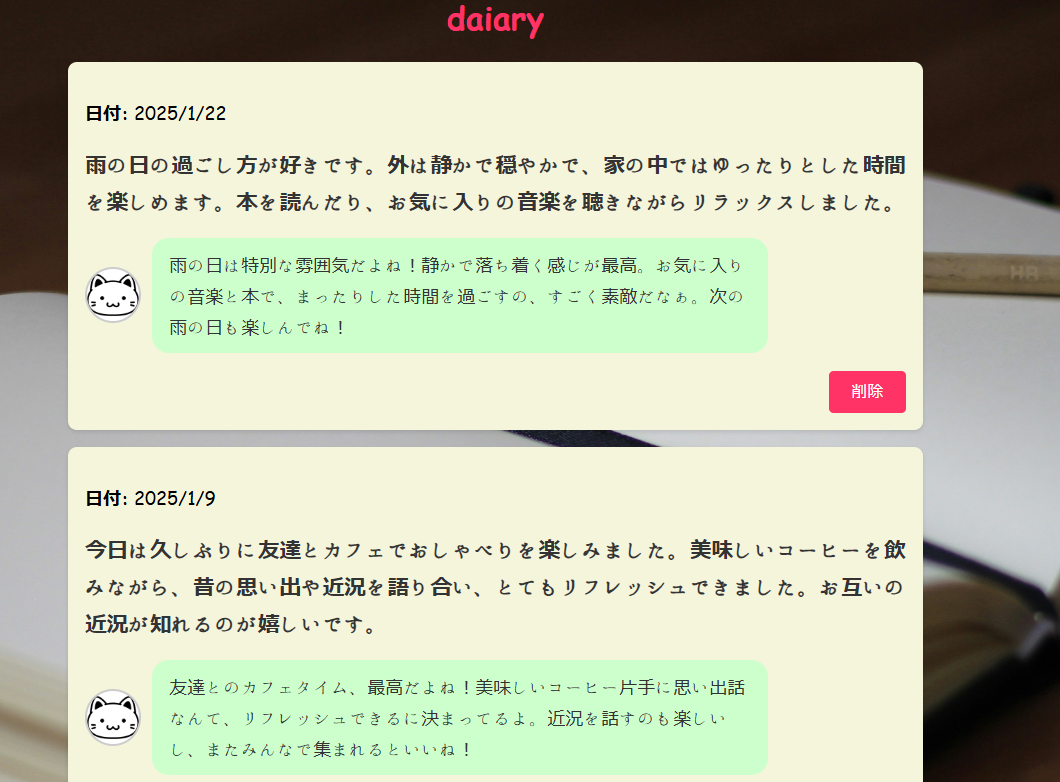 daiary
日付: 2025/1/22
雨の日の過ごし方が好きです。外は静かで穏やかで、家の中ではゆったりとした時間
を楽しめます。本を読んだり、お気に入りの音楽を聴きながらリラックスしました。
雨の日は特別な雰囲気だよね！静かで落ち着く感じが最高。お気に入り
の音楽と本で、まったりした時間を過ごすの、すごく素敵だなぁ。次の
雨の日も楽しんでね！
削除
日付: 2025/1/9
今日は久しぶりに友達とカフェでおしゃべりを楽しみました。美味しいコーヒーを飲
みながら、昔の思い出や近況を語り合い、とてもリフレッシュできました。お互いの
近況が知れるのが嬉しいです。
友達とのカフェタイム、最高だよね！美味しいコーヒー片手に思い出話
なんて、リフレッシュできるに決まってるよ。近況を話すのも楽しい
し、またみんなで集まれるといいね！
HB